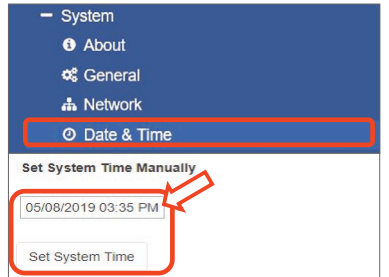 System
About
General
Network
Date & Time
Set System Time Manually
05/08/2019 03:35 PM
Set System Time